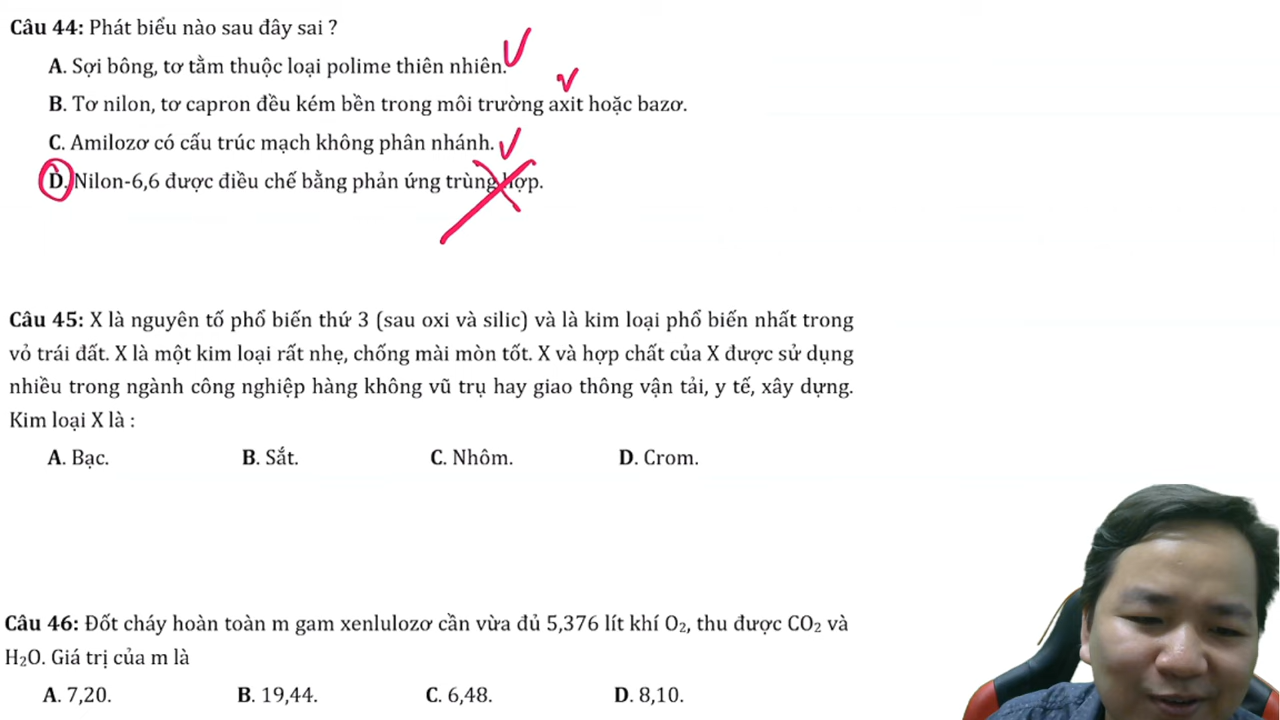 Câu 44: Phát biểu nào sau đây sai ?
A. Sợi bông, tơ tằm thuộc loại polime thiên nhiên.
B. Tơ nilon, tơ capron đều kém bền trong môi trường axit hoặc bazơ.
C. Amilozơ có cấu trúc mạch không phân nhánh.
D. Nilon-6,6 được điều chế bằng phản ứng trùng hợp.
Câu 45: X là nguyên tố phổ biến thứ 3 (sau oxi và silic) và là kim loại phổ biến nhất trong
vỏ trái đất. X là một kim loại rất nhẹ, chống mài mòn tốt. X và hợp chất của X được sử dụng
nhiều trong ngành công nghiệp hàng không vũ trụ hay giao thông vận tải, y tế, xây dựng.
Kim loại X là :
A. Bạc. B. Sắt. C. Nhôm. D. Crom.
Câu 46: Đốt cháy hoàn toàn m gam xenlulozơ cần vừa đủ 5,376 lít khí O₂, thu được CO₂ và
H₂O. Giá trị của m là
A. 7,20. B. 19,44. C. 6,48. D. 8,10.